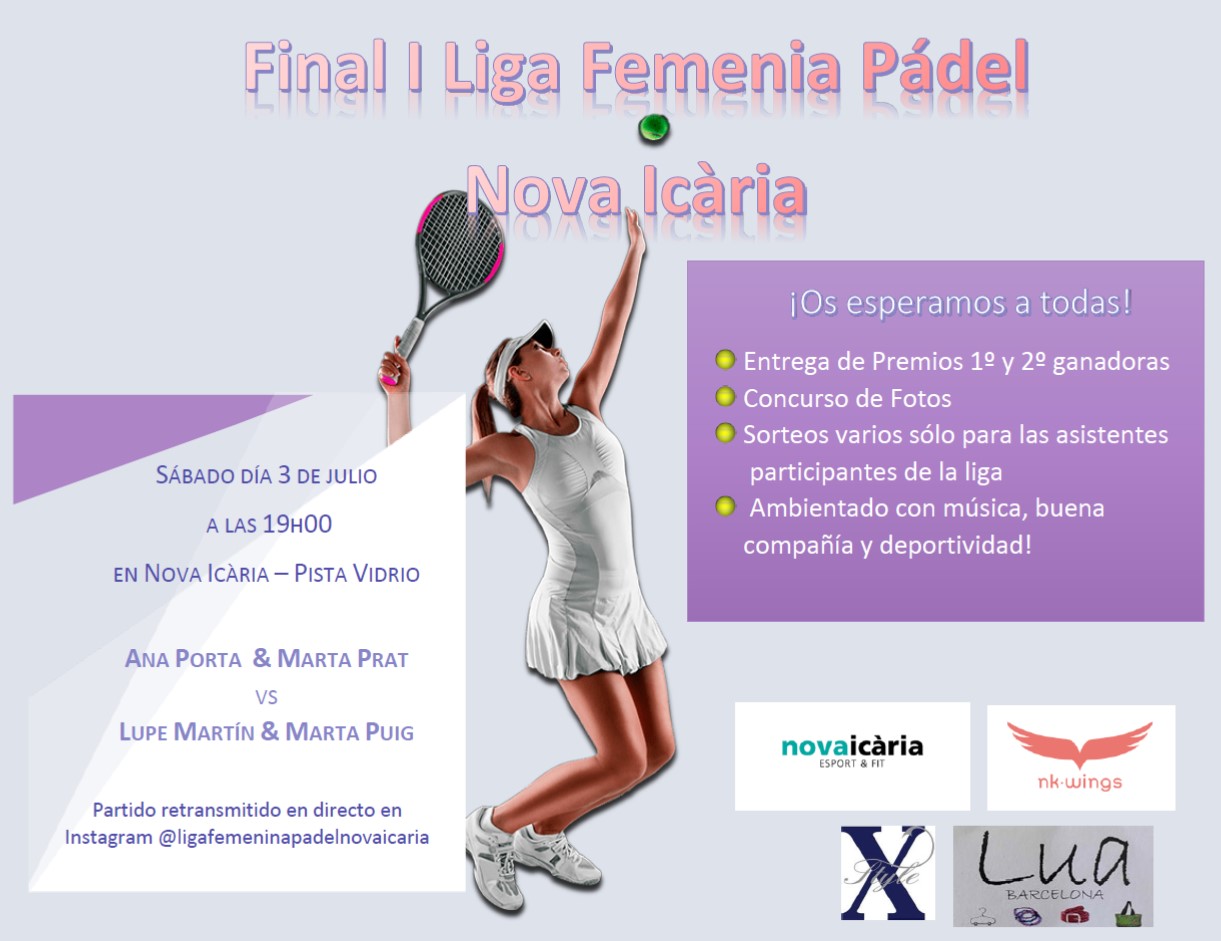 Final I Liga Femenia Pádel
Nova Icària
¡Os esperamos a todas!
Entrega de Premios 1º y 2º ganadoras
Concurso de Fotos
Sorteos varios sólo para las asistentes
participantes de la liga
Ambientado con música, buena
compañía y deportividad!
SÁBADO DÍA 3 DE JULIO
A LAS 19H00
EN NOVA ICÀRIA – PISTA VIDRIO
ANA PORTA & MARTA PRAT
VS
LUPE MARTÍN & MARTA PUIG
Partido retransmitido en directo en
Instagram @ligafemeninapadelnovaicaria
novaicària
ESPORT & FIT
nk·wings
X Style
Lua
BARCELONA